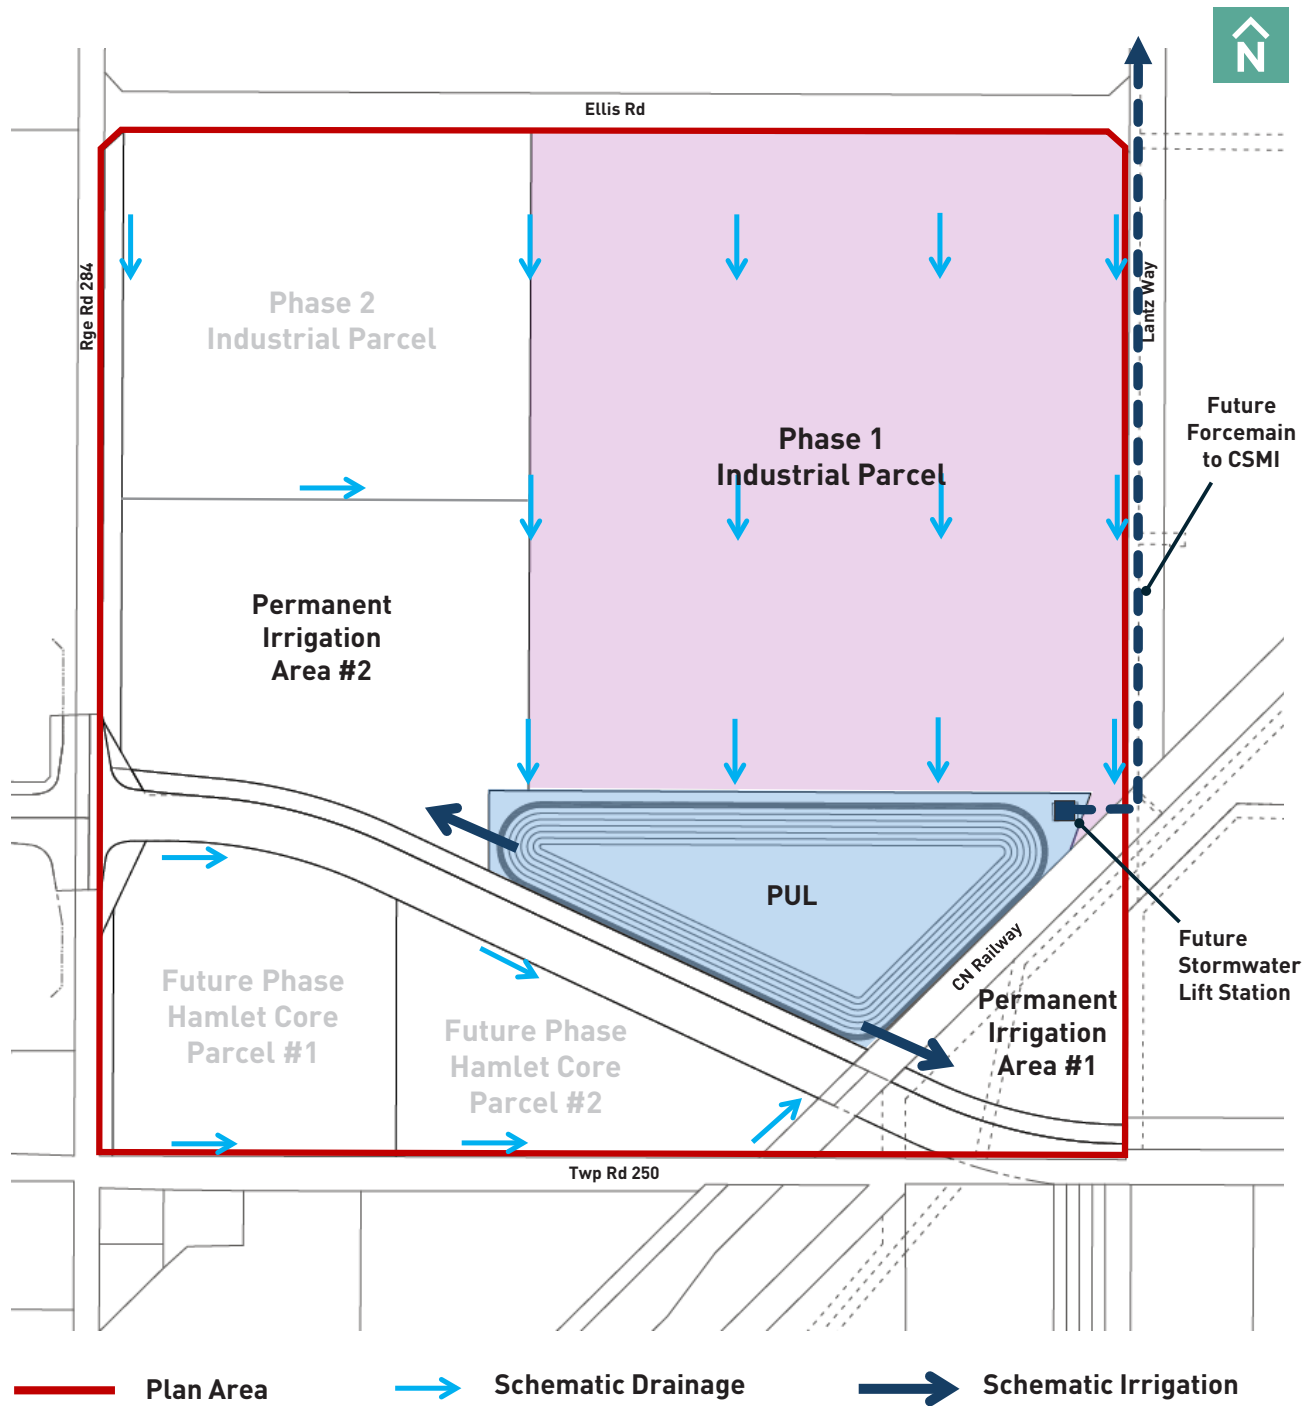 N
Ellis Rd
Rge Rd 284
Lantz Way
Phase 2
Industrial Parcel
Future
Forcemain
to CSMI
Phase 1
Industrial Parcel
Permanent
Irrigation
Area #2
PUL
CN Railway
Future
Stormwater
Lift Station
Permanent
Irrigation
Area #1
Future Phase
Hamlet Core
Parcel #1
Future Phase
Hamlet Core
Parcel #2
Twp Rd 250
Plan Area
Schematic Drainage
Schematic Irrigation